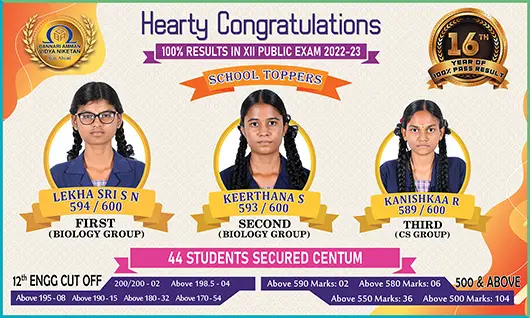 BANNARI AMMAN
VIDYA NIKETAN
Hearty Congratulations
100% RESULTS IN XII PUBLIC EXAM 2022-23
SCHOOL TOPPERS
16TH
YEAR OF
100% PASS RESULT
LEKHA SRI S N
594 / 600
FIRST
(BIOLOGY GROUP)
KEERTHANA S
593 / 600
SECOND
(BIOLOGY GROUP)
KANISHKAA R
589 / 600
THIRD
(CS GROUP)
44 STUDENTS SECURED CENTUM
12th ENGG CUT OFF
200/200 - 02 Above 198.5 - 04
Above 195 - 08 Above 190 - 15 Above 180 - 32 Above 170 - 54
Above 590 Marks: 02 Above 580 Marks: 06 500 & ABOVE
Above 550 Marks: 36 Above 500 Marks: 104